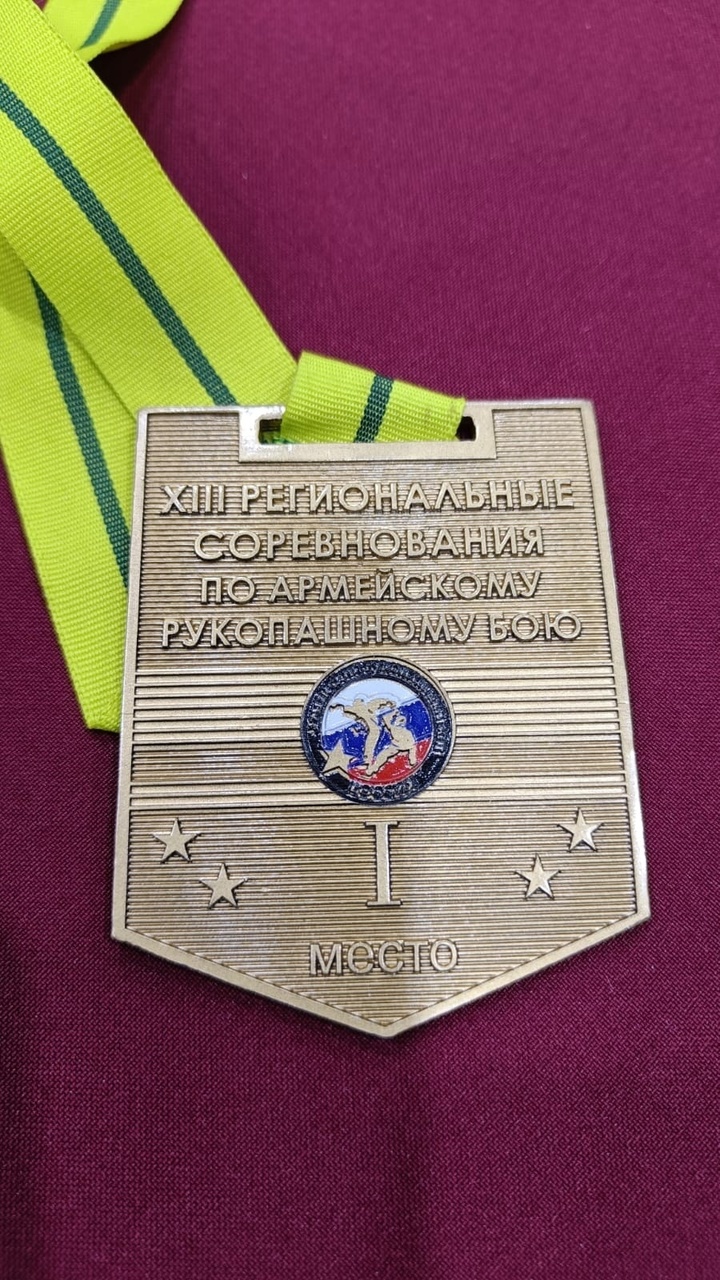 XIII РЕГИОНАЛЬНЫЕ
СОРЕВНОВАНИЯ
ПО АРМЕЙСКОМУ
РУКОПАШНОМУ БОЮ
I
МЕСТО